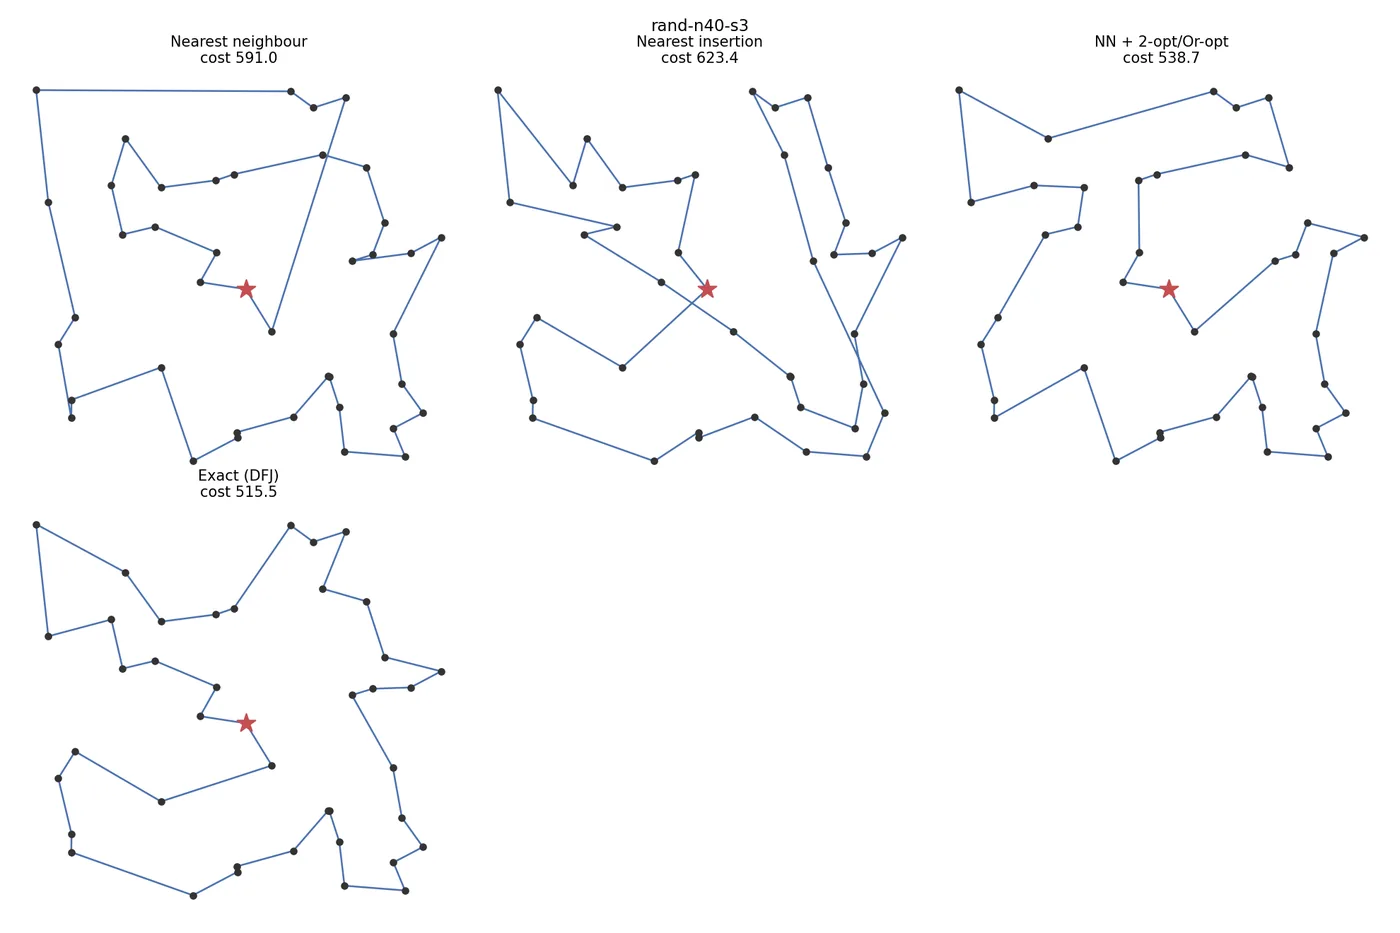 rand-n40-s3
Nearest neighbour
cost 591.0
Nearest insertion
cost 623.4
NN + 2-opt/Or-opt
cost 538.7
Exact (DFJ)
cost 515.5